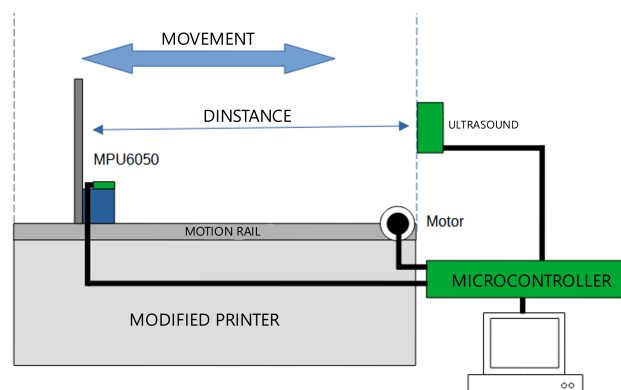 MOVEMENT
DINSTANCE
ULTRASOUND
MPU6050
Motor
MOTION RAIL
MICROCONTROLLER
MODIFIED PRINTER